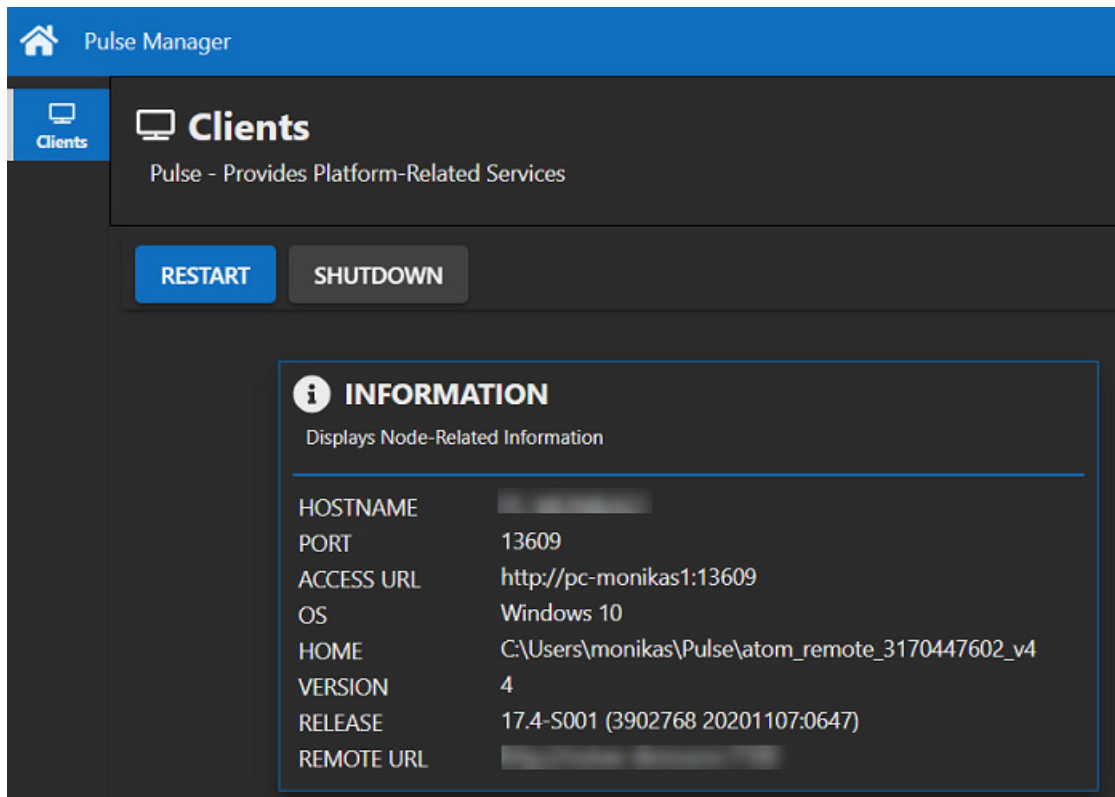 Pulse Manager
Clients
Clients
Pulse - Provides Platform-Related Services
RESTART SHUTDOWN
INFORMATION
Displays Node-Related Information
HOSTNAME
PORT 13609
ACCESS URL http://pc-monikas1:13609
OS Windows 10
HOME C:\Users\monikas\Pulse\atom_remote_3170447602_v4
VERSION 4
RELEASE 17.4-S001 (3902768 20201107:0647)
REMOTE URL